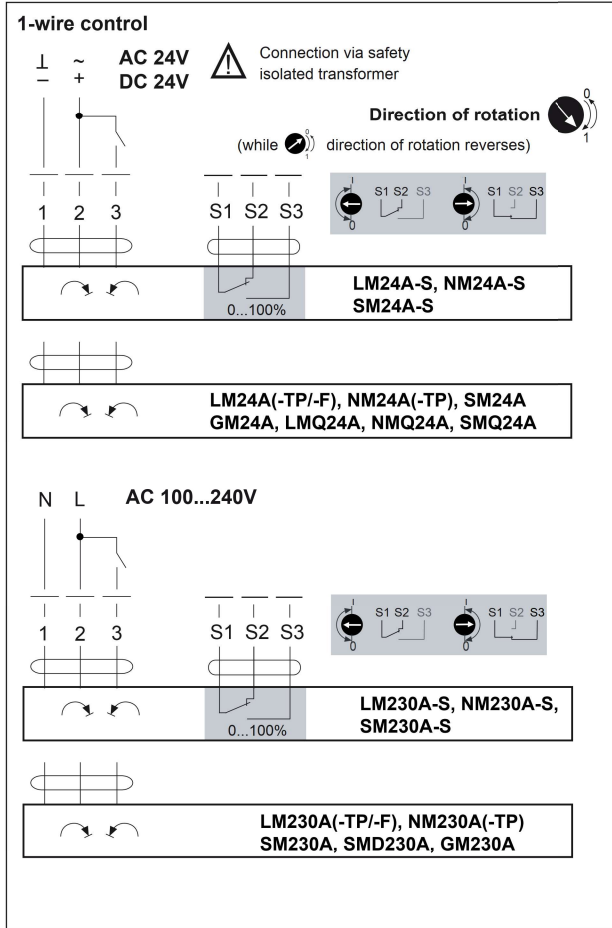 1-wire control
⊥ ~ AC 24V
– + DC 24V
Connection via safety
isolated transformer
Direction of rotation
0
1
(while 0 1 direction of rotation reverses)
1 2 3
S1 S2 S3
I S1 S2 S3 0
I S1 S2 S3 0
0...100%
LM24A-S, NM24A-S
SM24A-S
LM24A(-TP/-F), NM24A(-TP), SM24A
GM24A, LMQ24A, NMQ24A, SMQ24A
N L AC 100...240V
1 2 3
S1 S2 S3
I S1 S2 S3 0
I S1 S2 S3 0
0...100%
LM230A-S, NM230A-S,
SM230A-S
LM230A(-TP/-F), NM230A(-TP)
SM230A, SMD230A, GM230A